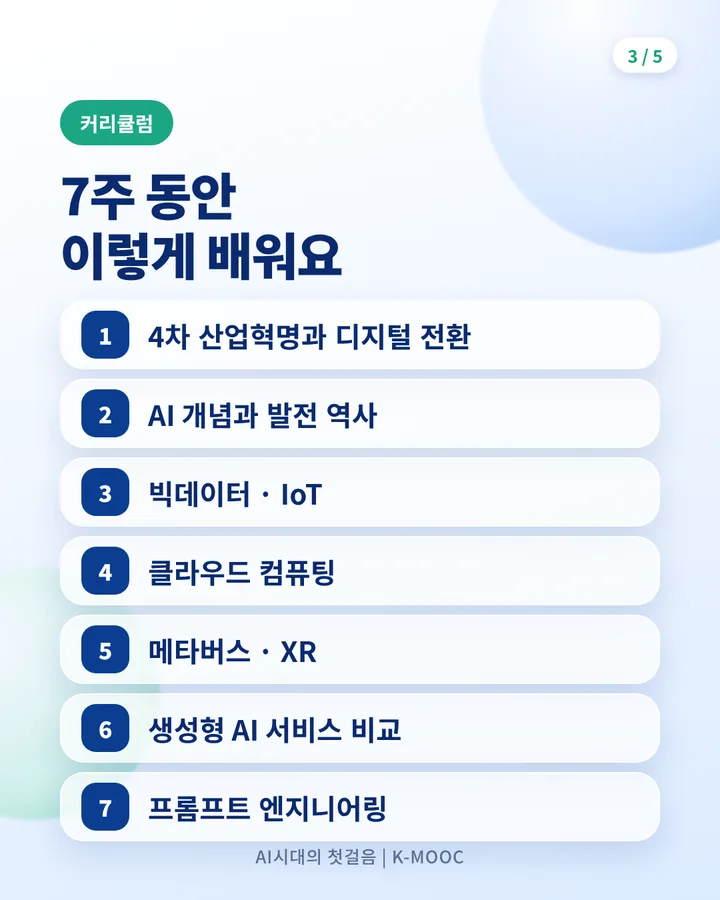 3 / 5
커리큘럼
7주 동안
이렇게 배워요
1 4차 산업혁명과 디지털 전환
2 AI 개념과 발전 역사
3 빅데이터 · IoT
4 클라우드 컴퓨팅
5 메타버스 · XR
6 생성형 AI 서비스 비교
7 프롬프트 엔지니어링
AI시대의 첫걸음 | K-MOOC